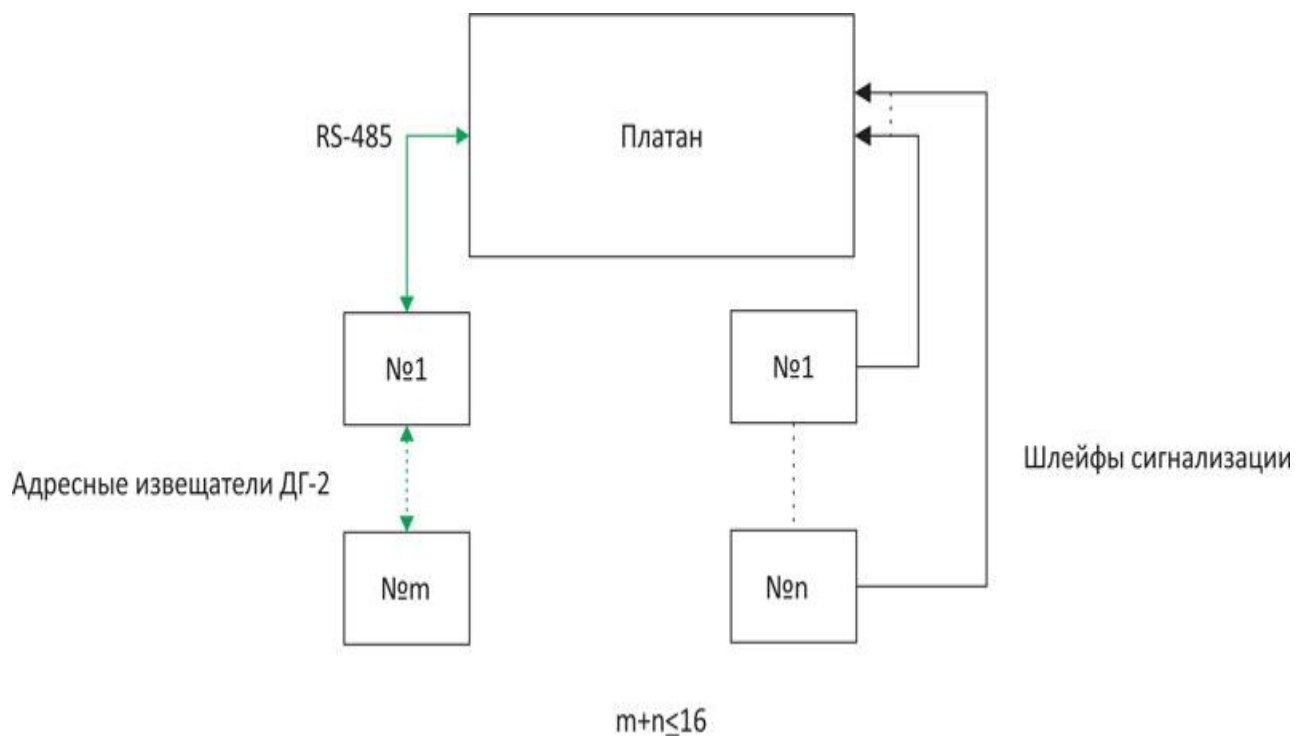 Платан
RS-485
№1
№1
Адресные извещатели ДГ-2
Шлейфы сигнализации
№m
№n
m+n≤16